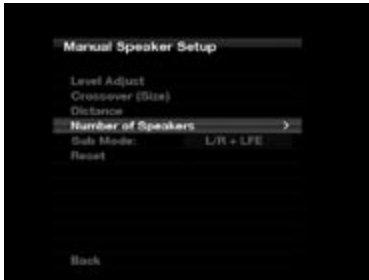 Manual Speaker Setup
Level Adjust
Crossover (Size)
Distance
Number of Speakers >
Sub Mode: L/R + LFE
Reset
Back